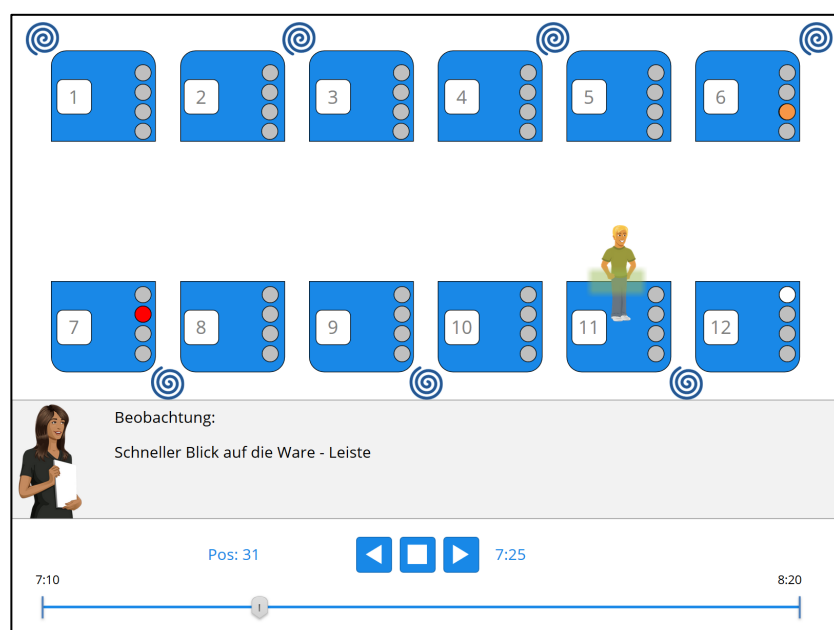 1 2 3 4 5 6
7 8 9 10 11 12
Beobachtung:
Schneller Blick auf die Ware - Leiste
Pos: 31 7:25
7:10 8:20